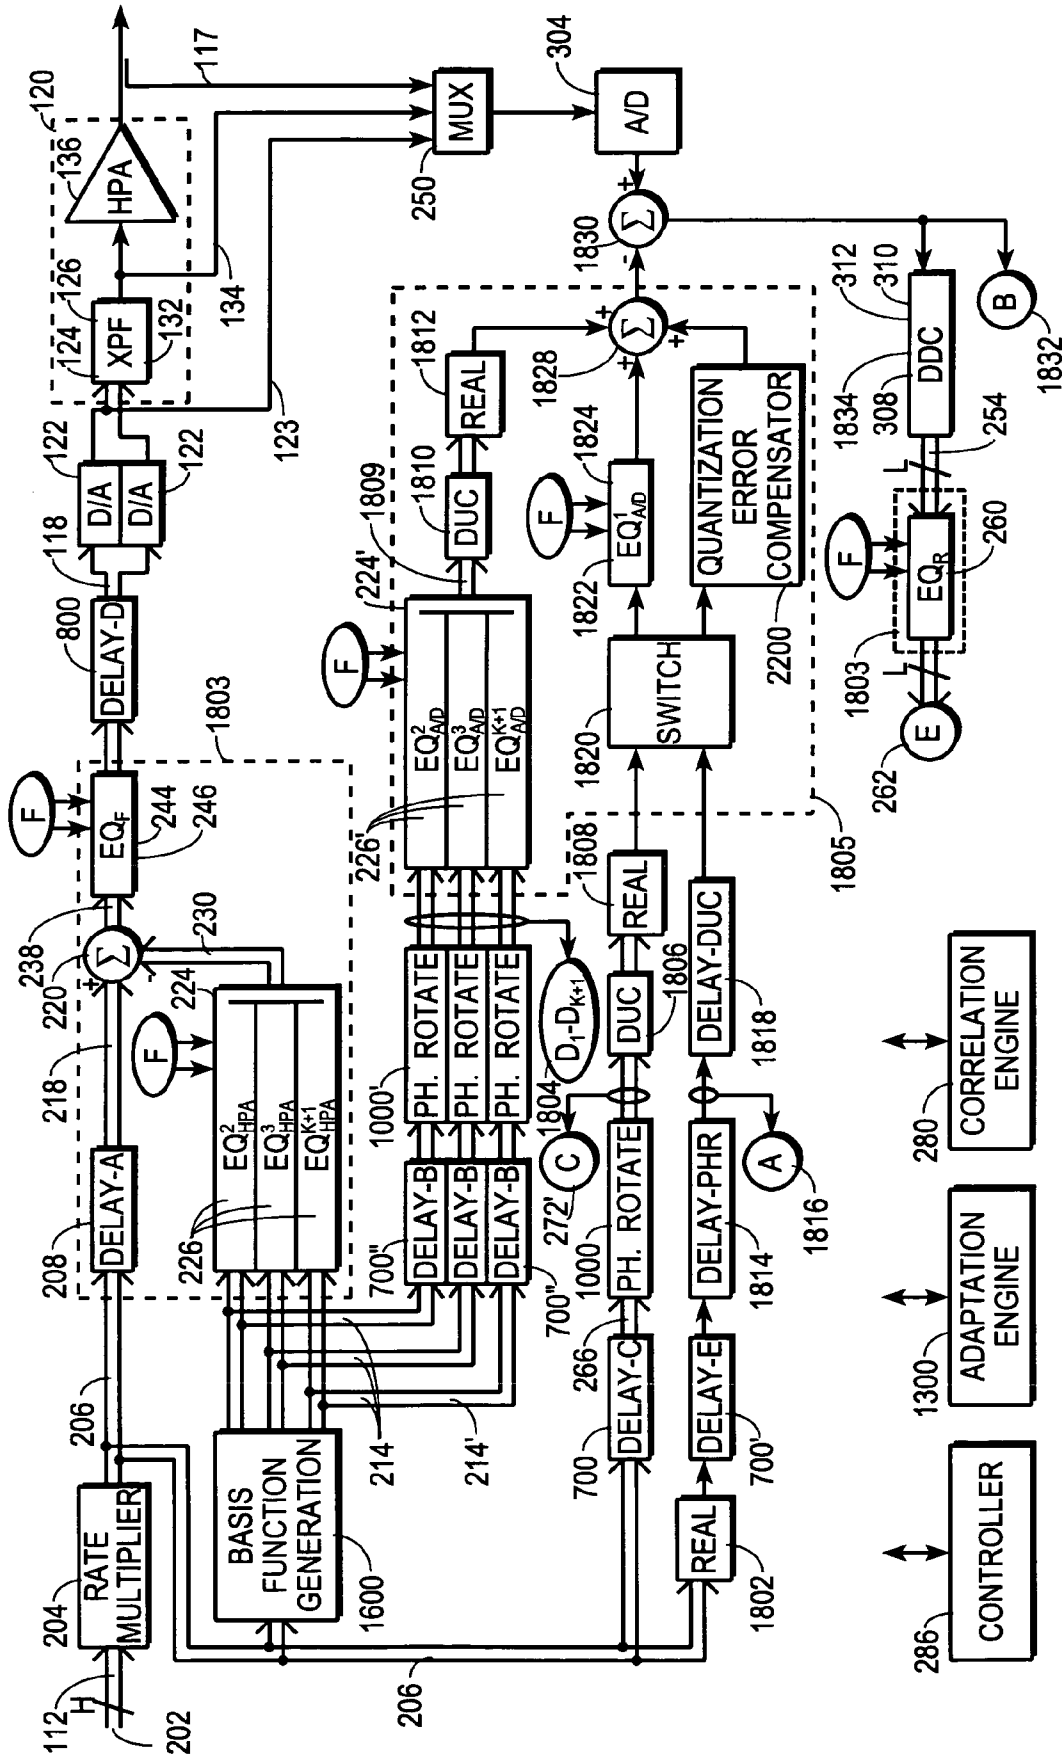 112
H
202
204
RATE
MULTIPLIER
206
208
DELAY-A
218
220
238
Σ
+
-
230
F
EQF
244
246
1803
DELAY-D
800
118
D/A
D/A
122
122
123
124
126
XPF
132
134
136
HPA
120
117
BASIS
FUNCTION
GENERATION
1600
214
214'
F
224
226
EQ²HPA
EQ³HPA
EQK+1HPA
700"
DELAY-B
DELAY-B
DELAY-B
700"
1000'
PH. ROTATE
PH. ROTATE
PH. ROTATE
1804
D1-DK+1
F
224'
226'
EQ²A/D
EQ³A/D
EQK+1A/D
1809
DUC
1810
REAL
1812
MUX
250
A/D
304
206
700
DELAY-C
266
1000
PH. ROTATE
C
272'
DUC
1806
REAL
1808
1820
SWITCH
F
1822
EQ¹A/D
1824
1828
Σ
+
+
+
1830
Σ
+
-
REAL
1802
DELAY-E
700'
DELAY-PHR
1814
A
1816
DELAY-DUC
1818
1805
QUANTIZATION
ERROR
COMPENSATOR
2200
262
E
L
1803
F
EQR
260
L
254
1834
308
DDC
312
310
B
1832
286
CONTROLLER
1300
ADAPTATION
ENGINE
280
CORRELATION
ENGINE